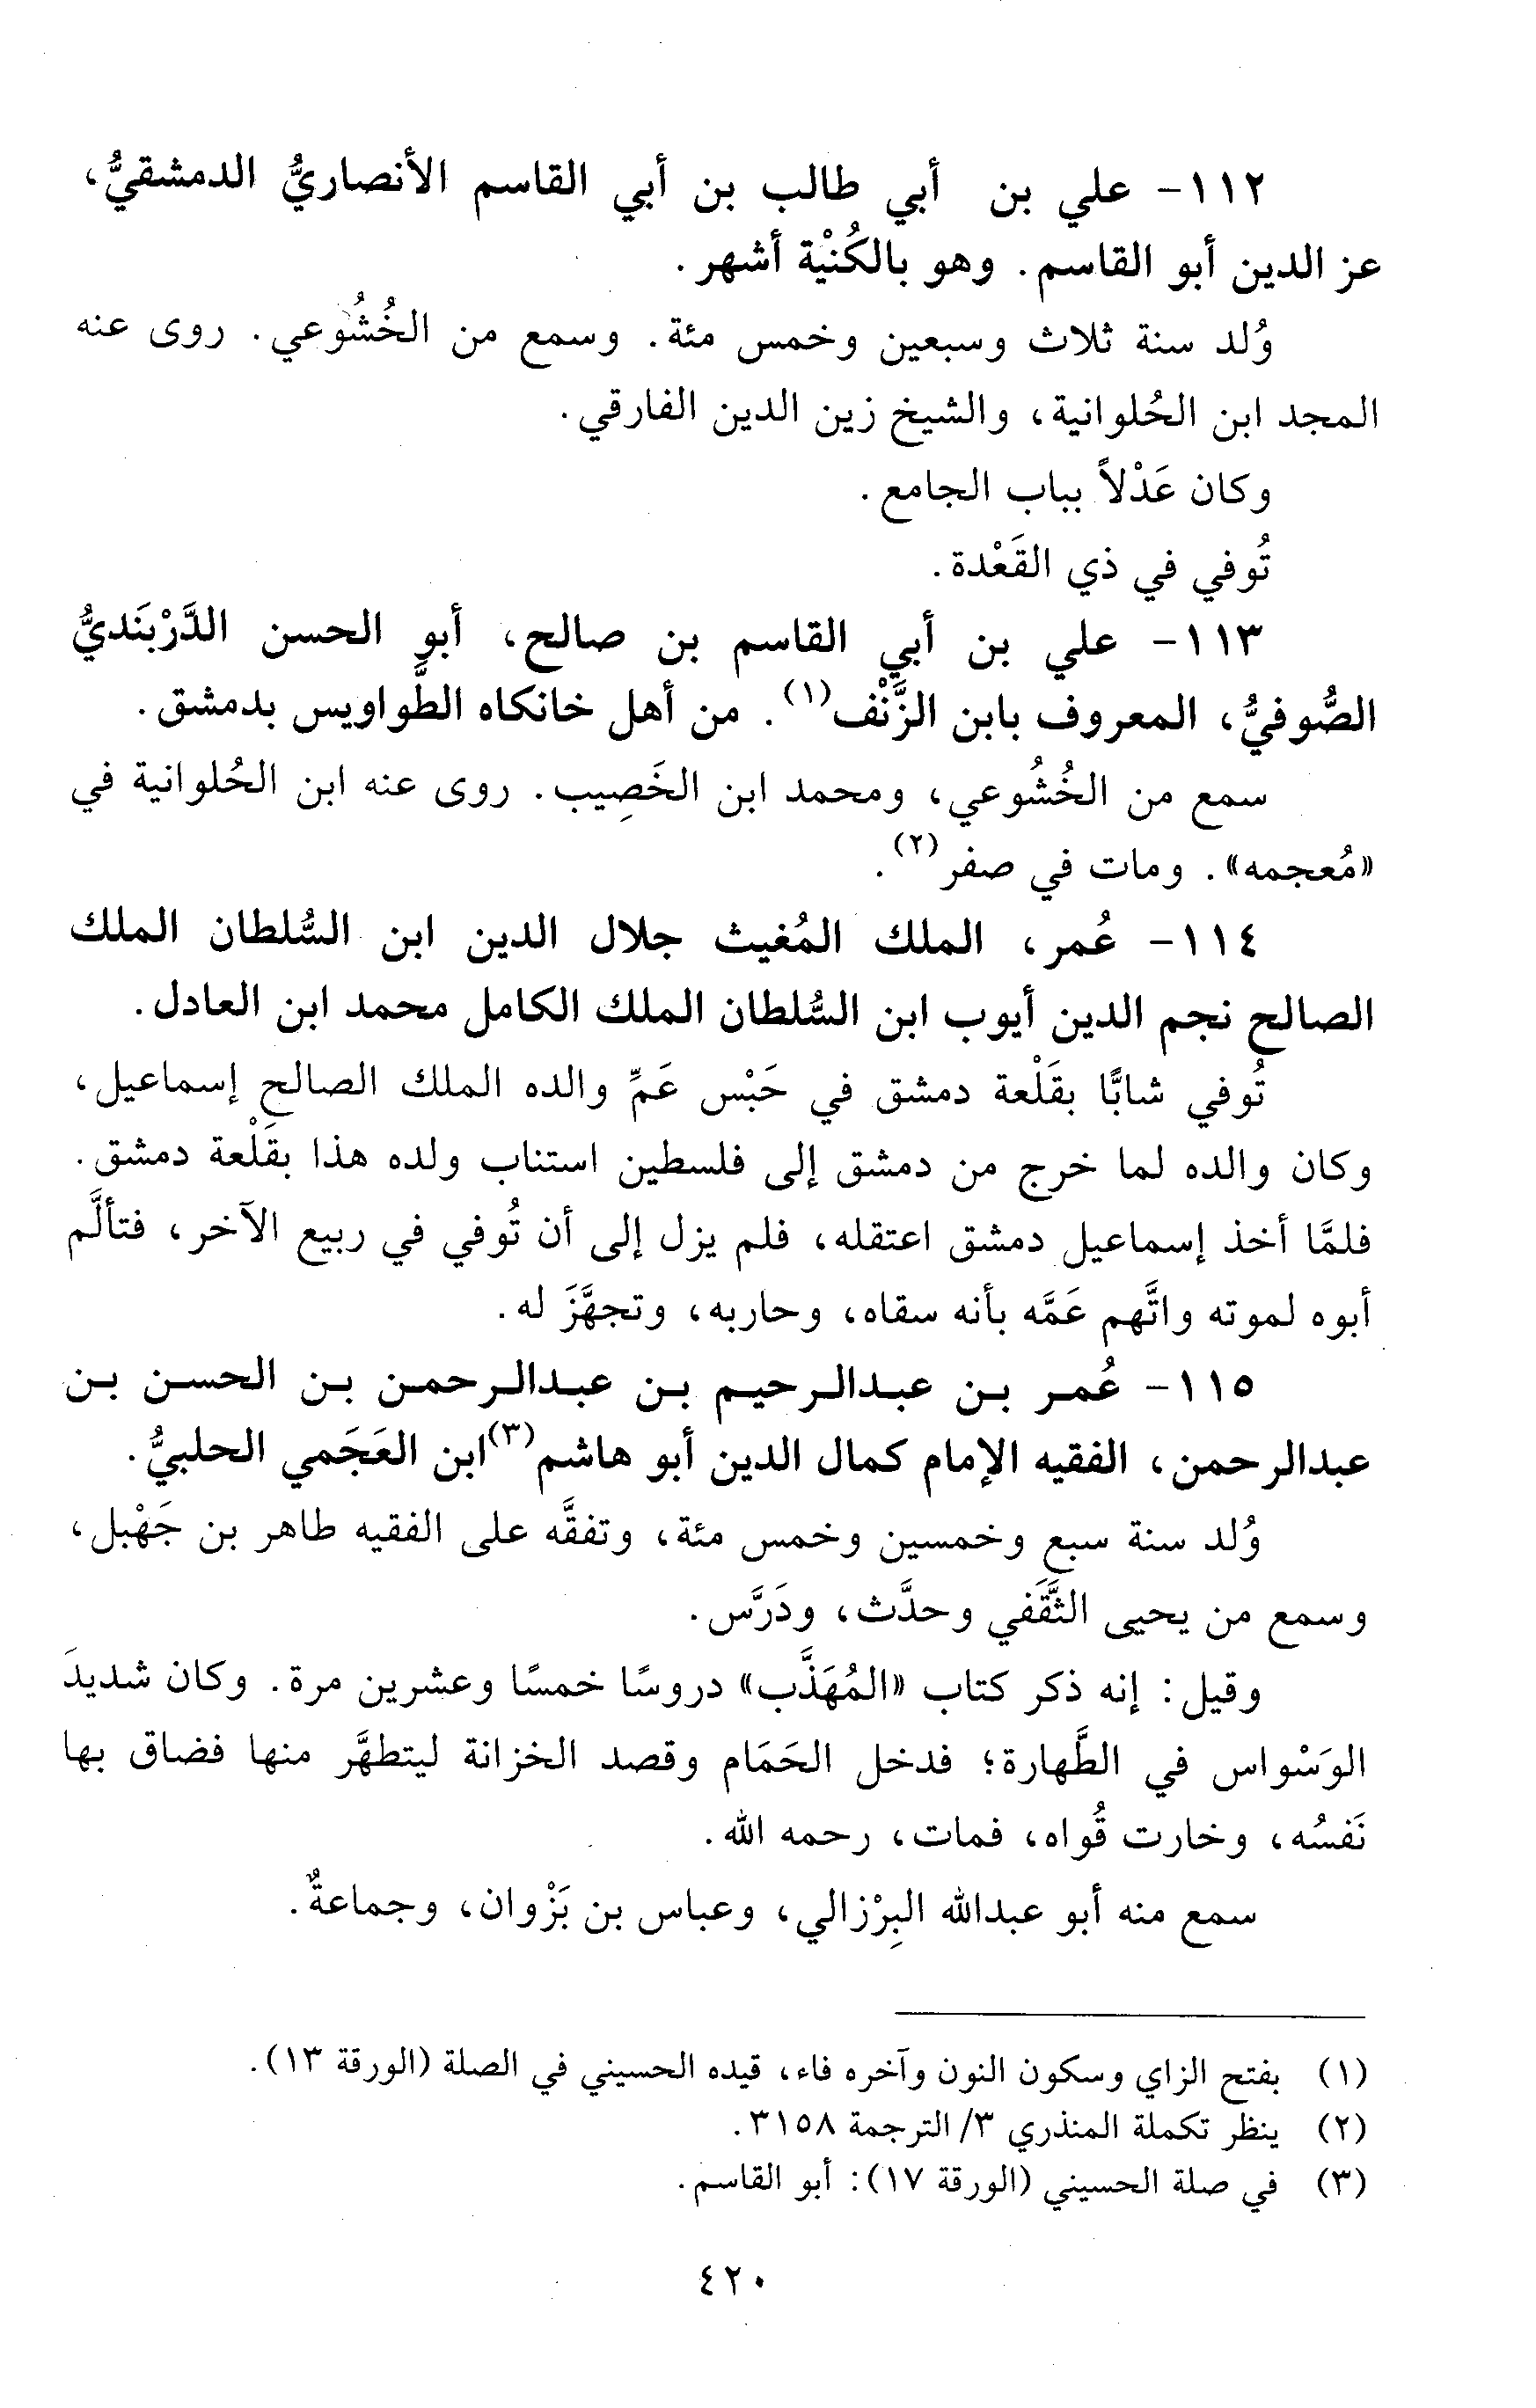 ١١٢- علي بن أبي طالب بن أبي القاسم الأنصاريُّ الدمشقيُّ،
عز الدين أبو القاسم. وهو بالكُنْية أشهر.
وُلد سنة ثلاث وسبعين وخمس مئة. وسمع من الخُشُوعي. روى عنه
المجد ابن الحُلوانية، والشيخ زين الدين الفارقي.
وكان عَدْلاً بباب الجامع.
تُوفي في ذي القَعْدة.
١١٣- علي بن أبي القاسم بن صالح، أبو الحسن الدَّرْبَنديُّ
الصُّوفيُّ، المعروف بابن الزَّنْف(١). من أهل خانكاه الطَّواويس بدمشق.
سمع من الخُشُوعي، ومحمد ابن الخَصِيب. روى عنه ابن الحُلوانية في
«مُعجمه». ومات في صفر(٢).
١١٤- عُمر، الملك المُغيث جلال الدين ابن السُّلطان الملك
الصالح نجم الدين أيوب ابن السُّلطان الملك الكامل محمد ابن العادل.
تُوفي شابًّا بقَلْعة دمشق في حَبْس عَمِّ والده الملك الصالح إسماعيل،
وكان والده لما خرج من دمشق إلى فلسطين استناب ولده هذا بقَلْعة دمشق.
فلمَّا أخذ إسماعيل دمشق اعتقله، فلم يزل إلى أن تُوفي في ربيع الآخر، فتألَّم
أبوه لموته واتَّهم عَمَّه بأنه سقاه، وحاربه، وتجهَّزَ له.
١١٥- عُمر بن عبدالرحيم بن عبدالرحمن بن الحسن بن
عبدالرحمن، الفقيه الإمام كمال الدين أبو هاشم(٣) ابن العَجَمي الحلبيُّ.
وُلد سنة سبع وخمسين وخمس مئة، وتفقَّه على الفقيه طاهر بن جَهْبل،
وسمع من يحيى الثَّقَفي وحدَّث، ودَرَّس.
وقيل: إنه ذكر كتاب «المُهَذَّب» دروسًا خمسًا وعشرين مرة. وكان شديدَ
الوَسْواس في الطَّهارة؛ فدخل الحَمَام وقصد الخزانة ليتطهَّر منها فضاق بها
نَفسُه، وخارت قُواه، فمات، رحمه الله.
سمع منه أبو عبدالله البِرْزالي، وعباس بن بَزْوان، وجماعةٌ.
(١) بفتح الزاي وسكون النون وآخره فاء، قيده الحسيني في الصلة (الورقة ١٣).
(٢) ينظر تكملة المنذري ٣/ الترجمة ٣١٥٨.
(٣) في صلة الحسيني (الورقة ١٧): أبو القاسم.
٤٢٠